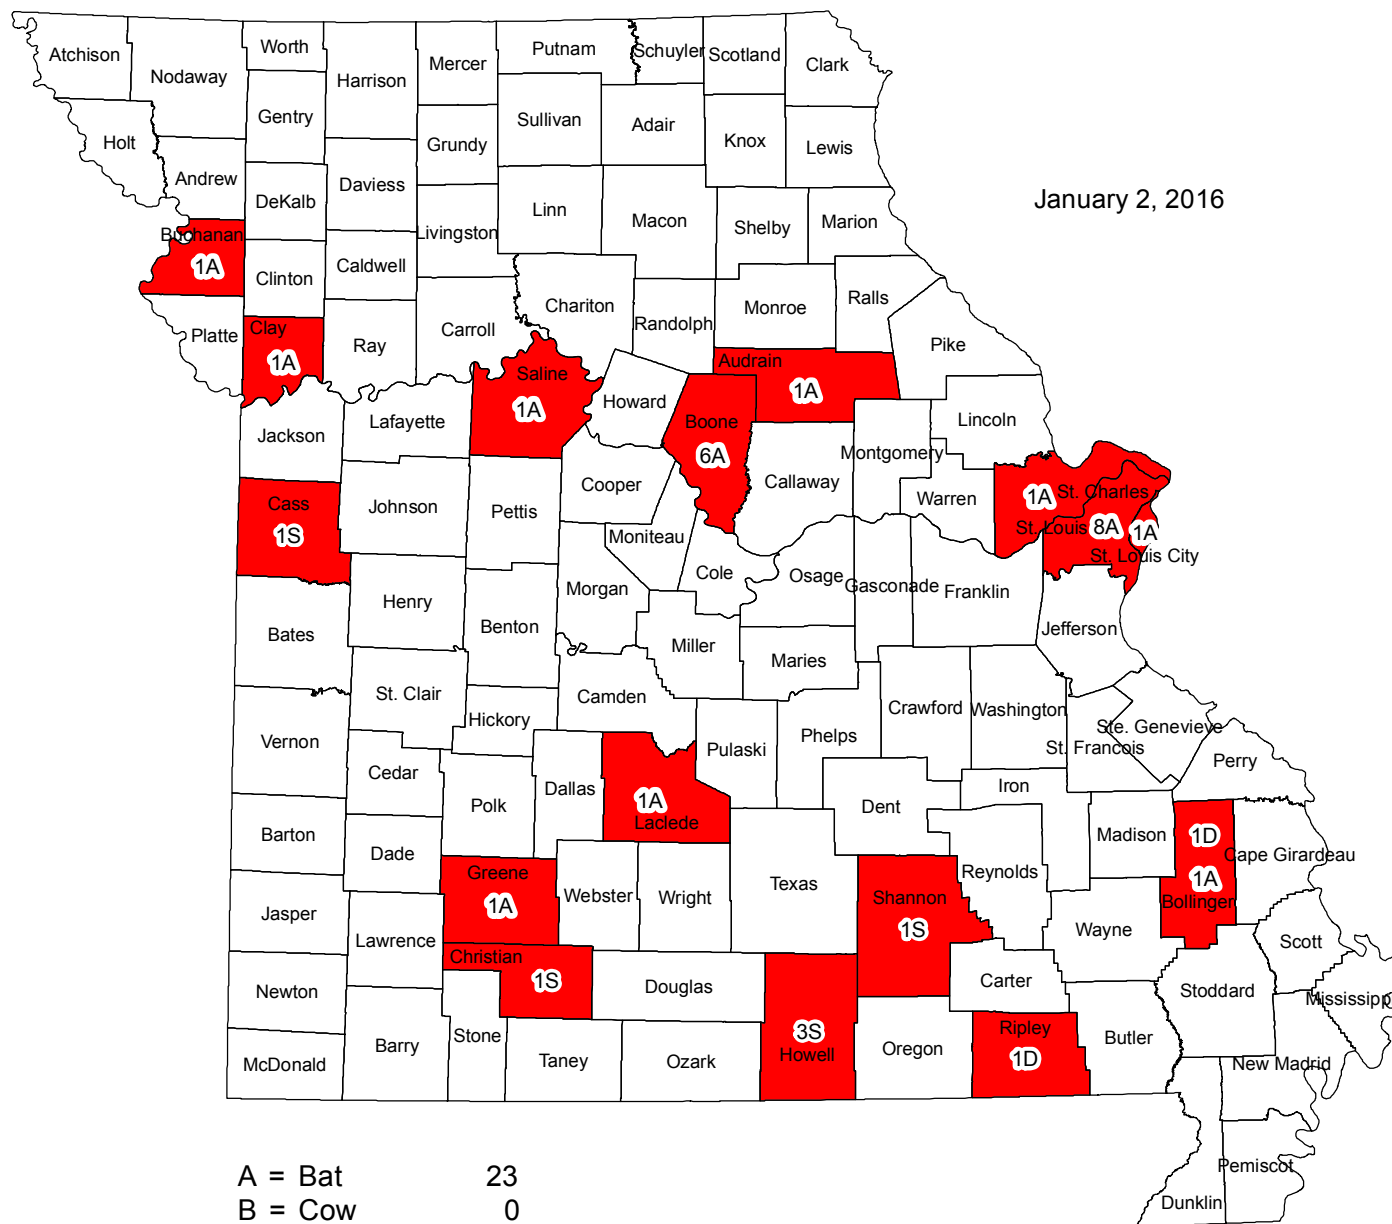 Atchison
Nodaway
Worth
Harrison
Mercer
Putnam
Schuyler
Scotland
Clark
Gentry
Sullivan
Adair
Knox
Lewis
Holt
Andrew
DeKalb
Daviess
Grundy
January 2, 2016
Linn
Macon
Shelby
Marion
Livingston
Buchanan
1A
Clinton
Caldwell
Chariton
Randolph
Monroe
Ralls
Platte
Clay
1A
Ray
Carroll
Pike
Saline
1A
Audrain
1A
Howard
Boone
6A
Lincoln
Jackson
Lafayette
Montgomery
Callaway
Warren
Cooper
1A
St. Charles
St. Louis
8A
1A
St. Louis City
Cass
1S
Johnson
Pettis
Moniteau
Cole
Osage
Gasconade
Franklin
Morgan
Henry
Benton
Bates
Miller
Maries
Jefferson
St. Clair
Camden
Hickory
Crawford
Washington
Ste. Genevieve
St. Francois
Vernon
Pulaski
Phelps
Perry
Cedar
Polk
Dallas
1A
Laclede
Dent
Iron
Barton
Dade
Madison
1D
1A
Bollinger
Cape Girardeau
Greene
1A
Webster
Wright
Texas
Reynolds
Shannon
1S
Jasper
Lawrence
Wayne
Scott
Christian
1S
Douglas
Newton
Carter
Stoddard
Mississipp
3S
Howell
Ripley
1D
Butler
Stone
Barry
Taney
Ozark
Oregon
McDonald
New Madrid
Pemiscot
Dunklin
A = Bat 23
B = Cow 0